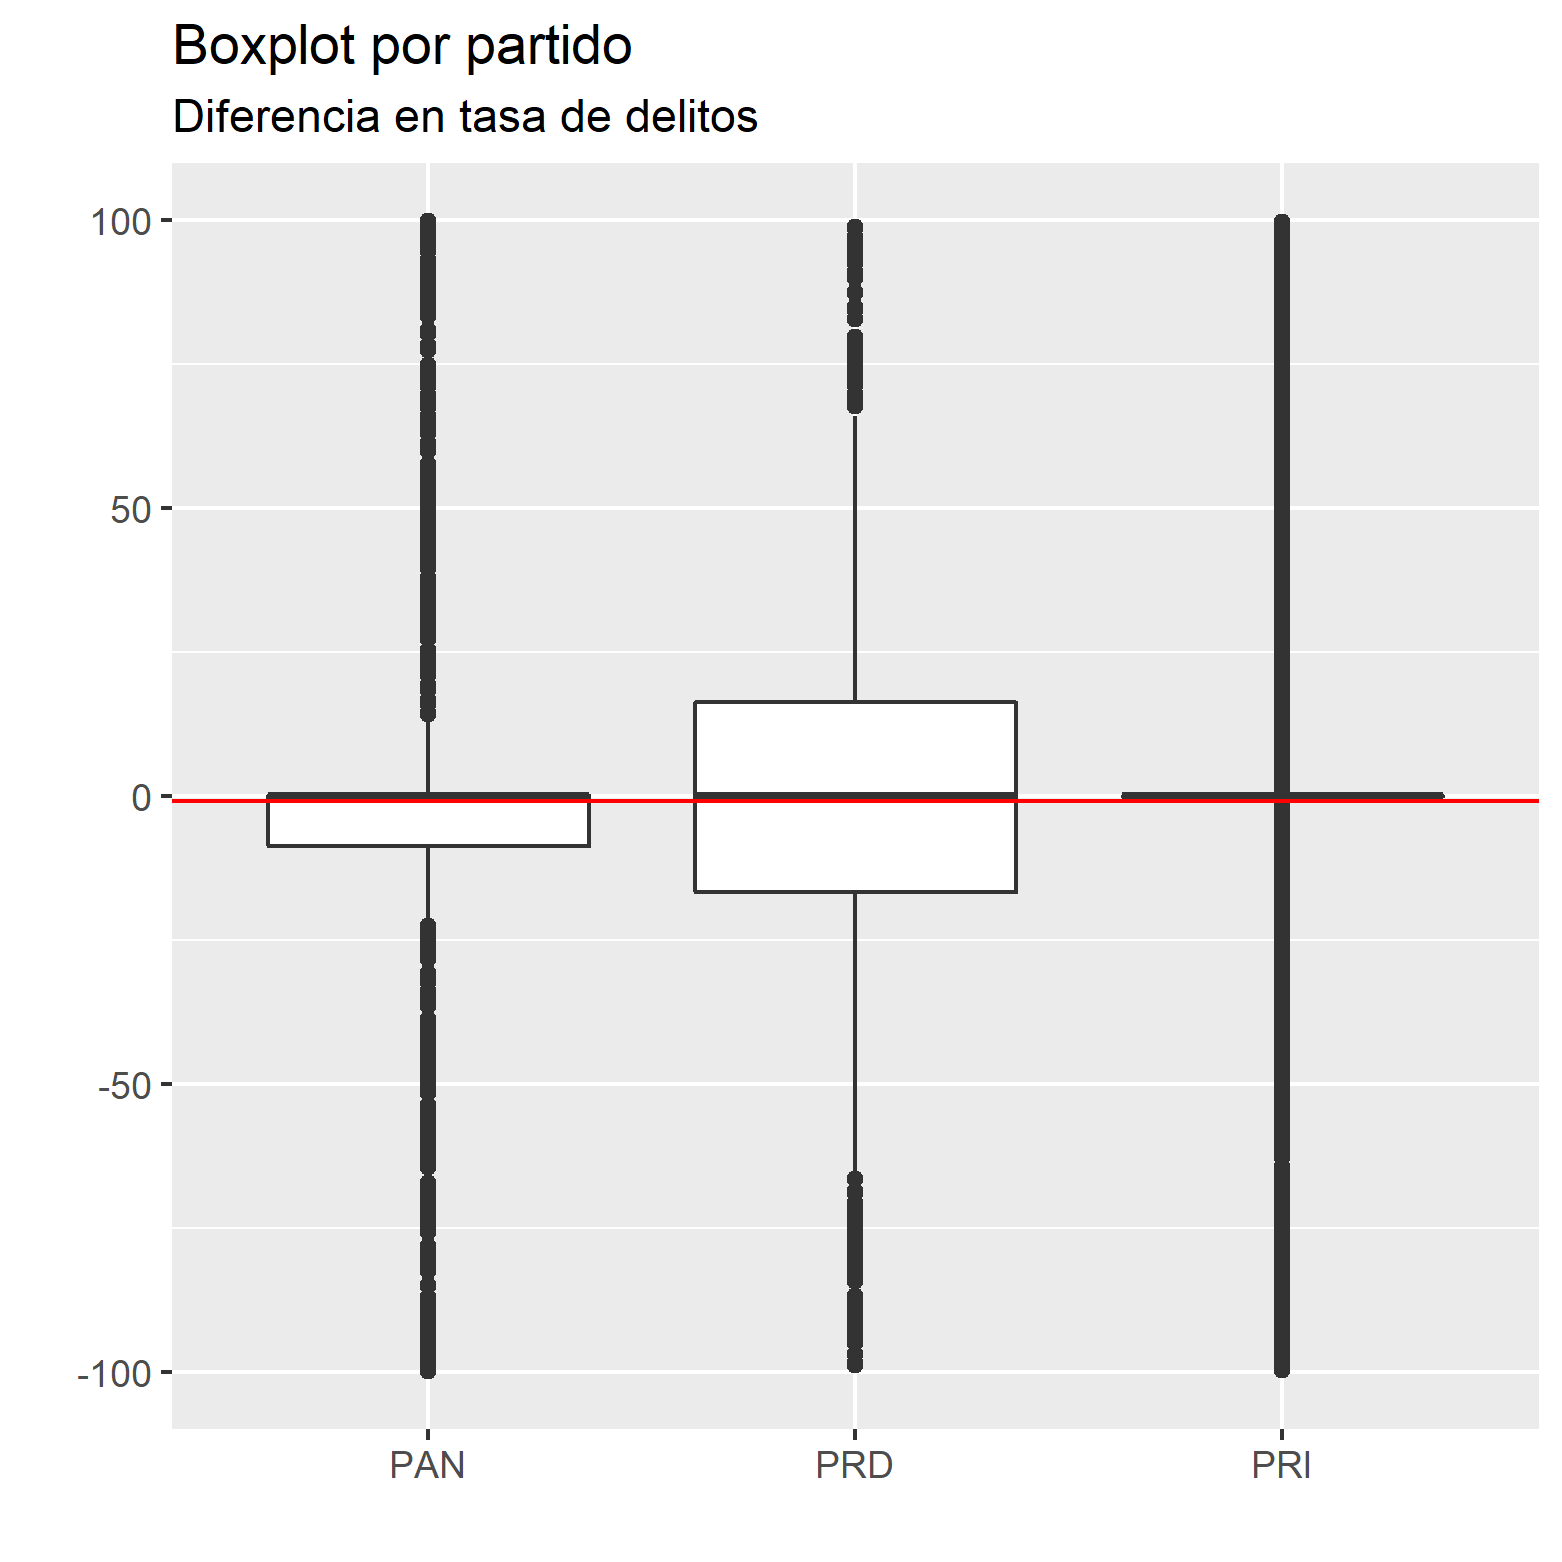 Boxplot por partido
Diferencia en tasa de delitos
100
50
0
-50
-100
PAN
PRD
PRI